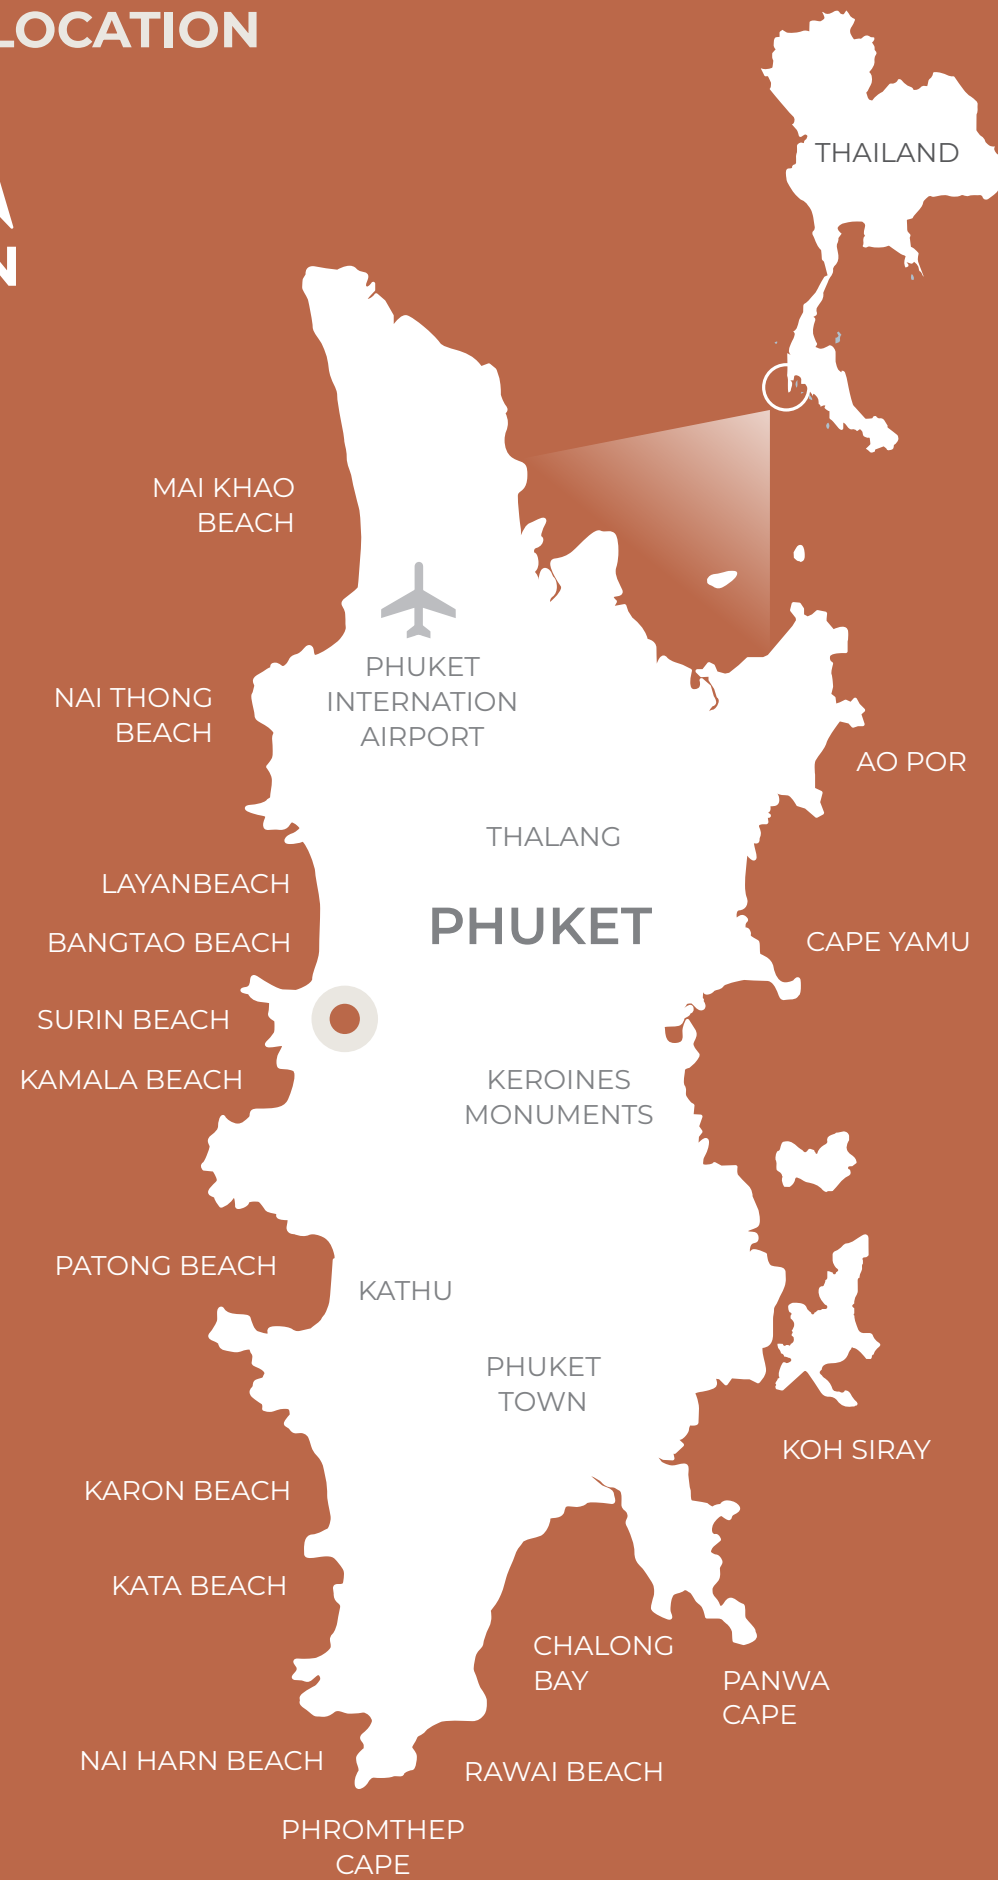 LOCATION
THAILAND
N
MAI KHAO
BEACH
PHUKET
INTERNATION
AIRPORT
NAI THONG
BEACH
AO POR
THALANG
LAYANBEACH
PHUKET
BANGTAO BEACH
CAPE YAMU
SURIN BEACH
KAMALA BEACH
KEROINES
MONUMENTS
PATONG BEACH
KATHU
PHUKET
TOWN
KOH SIRAY
KARON BEACH
KATA BEACH
CHALONG
BAY
PANWA
CAPE
NAI HARN BEACH
RAWAI BEACH
PHROMTHEP
CAPE